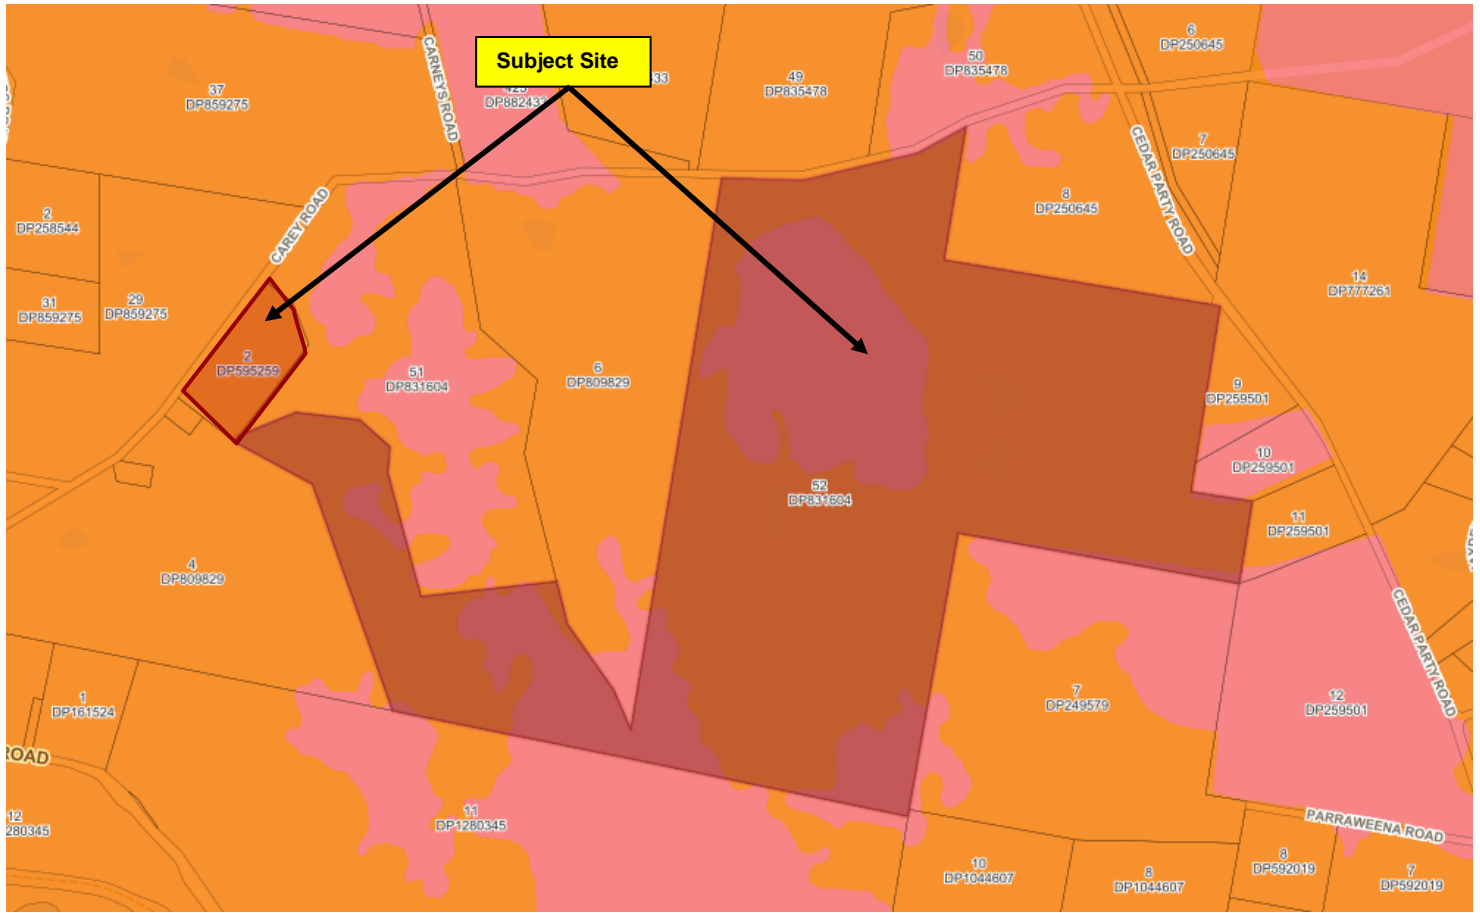 Subject Site
6
DP250645
50
DP835478
37
DP859275
CARNEYS ROAD
DP882433
49
DP835478
7
DP250645
CEDAR PARTY ROAD
8
DP250645
2
DP258544
CAREY ROAD
14
DP777261
31
DP859275
29
DP859275
2
DP595259
51
DP831604
6
DP809829
9
DP259501
10
DP259501
52
DP831604
11
DP259501
4
DP809829
CEDAR PARTY ROAD
1
DP161524
7
DP249579
12
DP259501
ROAD
12
280345
11
DP1280345
PARRAWEENA ROAD
10
DP1044607
8
DP1044607
8
DP592019
7
DP592019